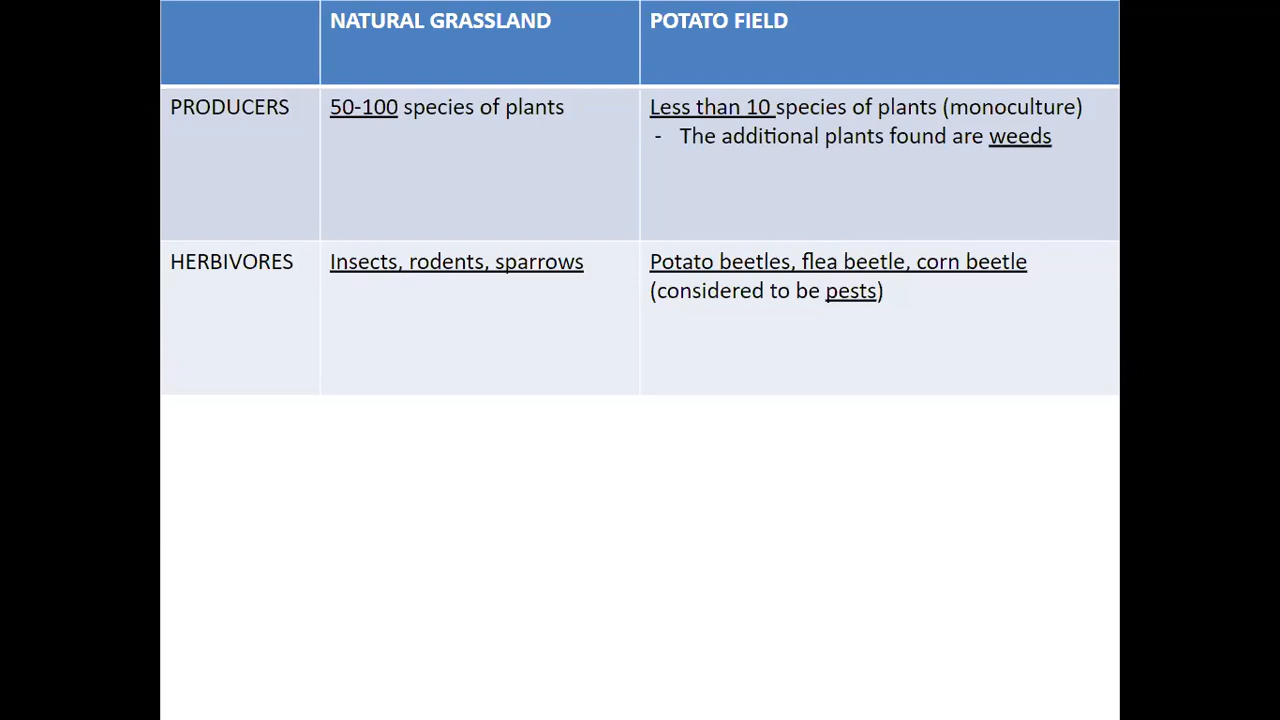 NATURAL GRASSLAND
POTATO FIELD
PRODUCERS
50-100 species of plants
Less than 10 species of plants (monoculture)
- The additional plants found are weeds
HERBIVORES
Insects, rodents, sparrows
Potato beetles, flea beetle, corn beetle
(considered to be pests)